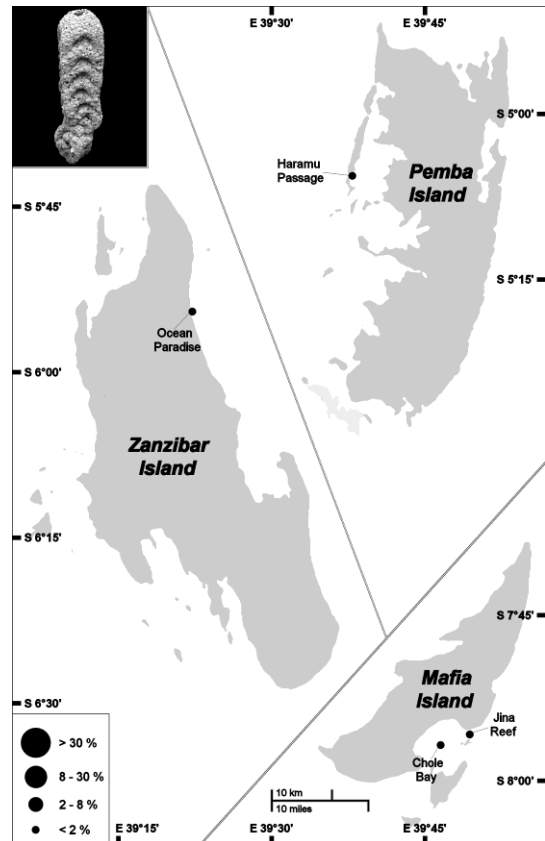 E 39°30'
E 39°45'
S 5°00'
Haramu
Passage
Pemba
Island
S 5°45'
S 5°15'
Ocean
Paradise
S 6°00'
Zanzibar
Island
S 6°15'
S 7°45'
Mafia
Island
S 6°30'
Jina
Reef
Chole
Bay
> 30 %
8 - 30 %
2 - 8 %
< 2 %
S 8°00'
10 km
10 miles
E 39°15'
E 39°30'
E 39°45'